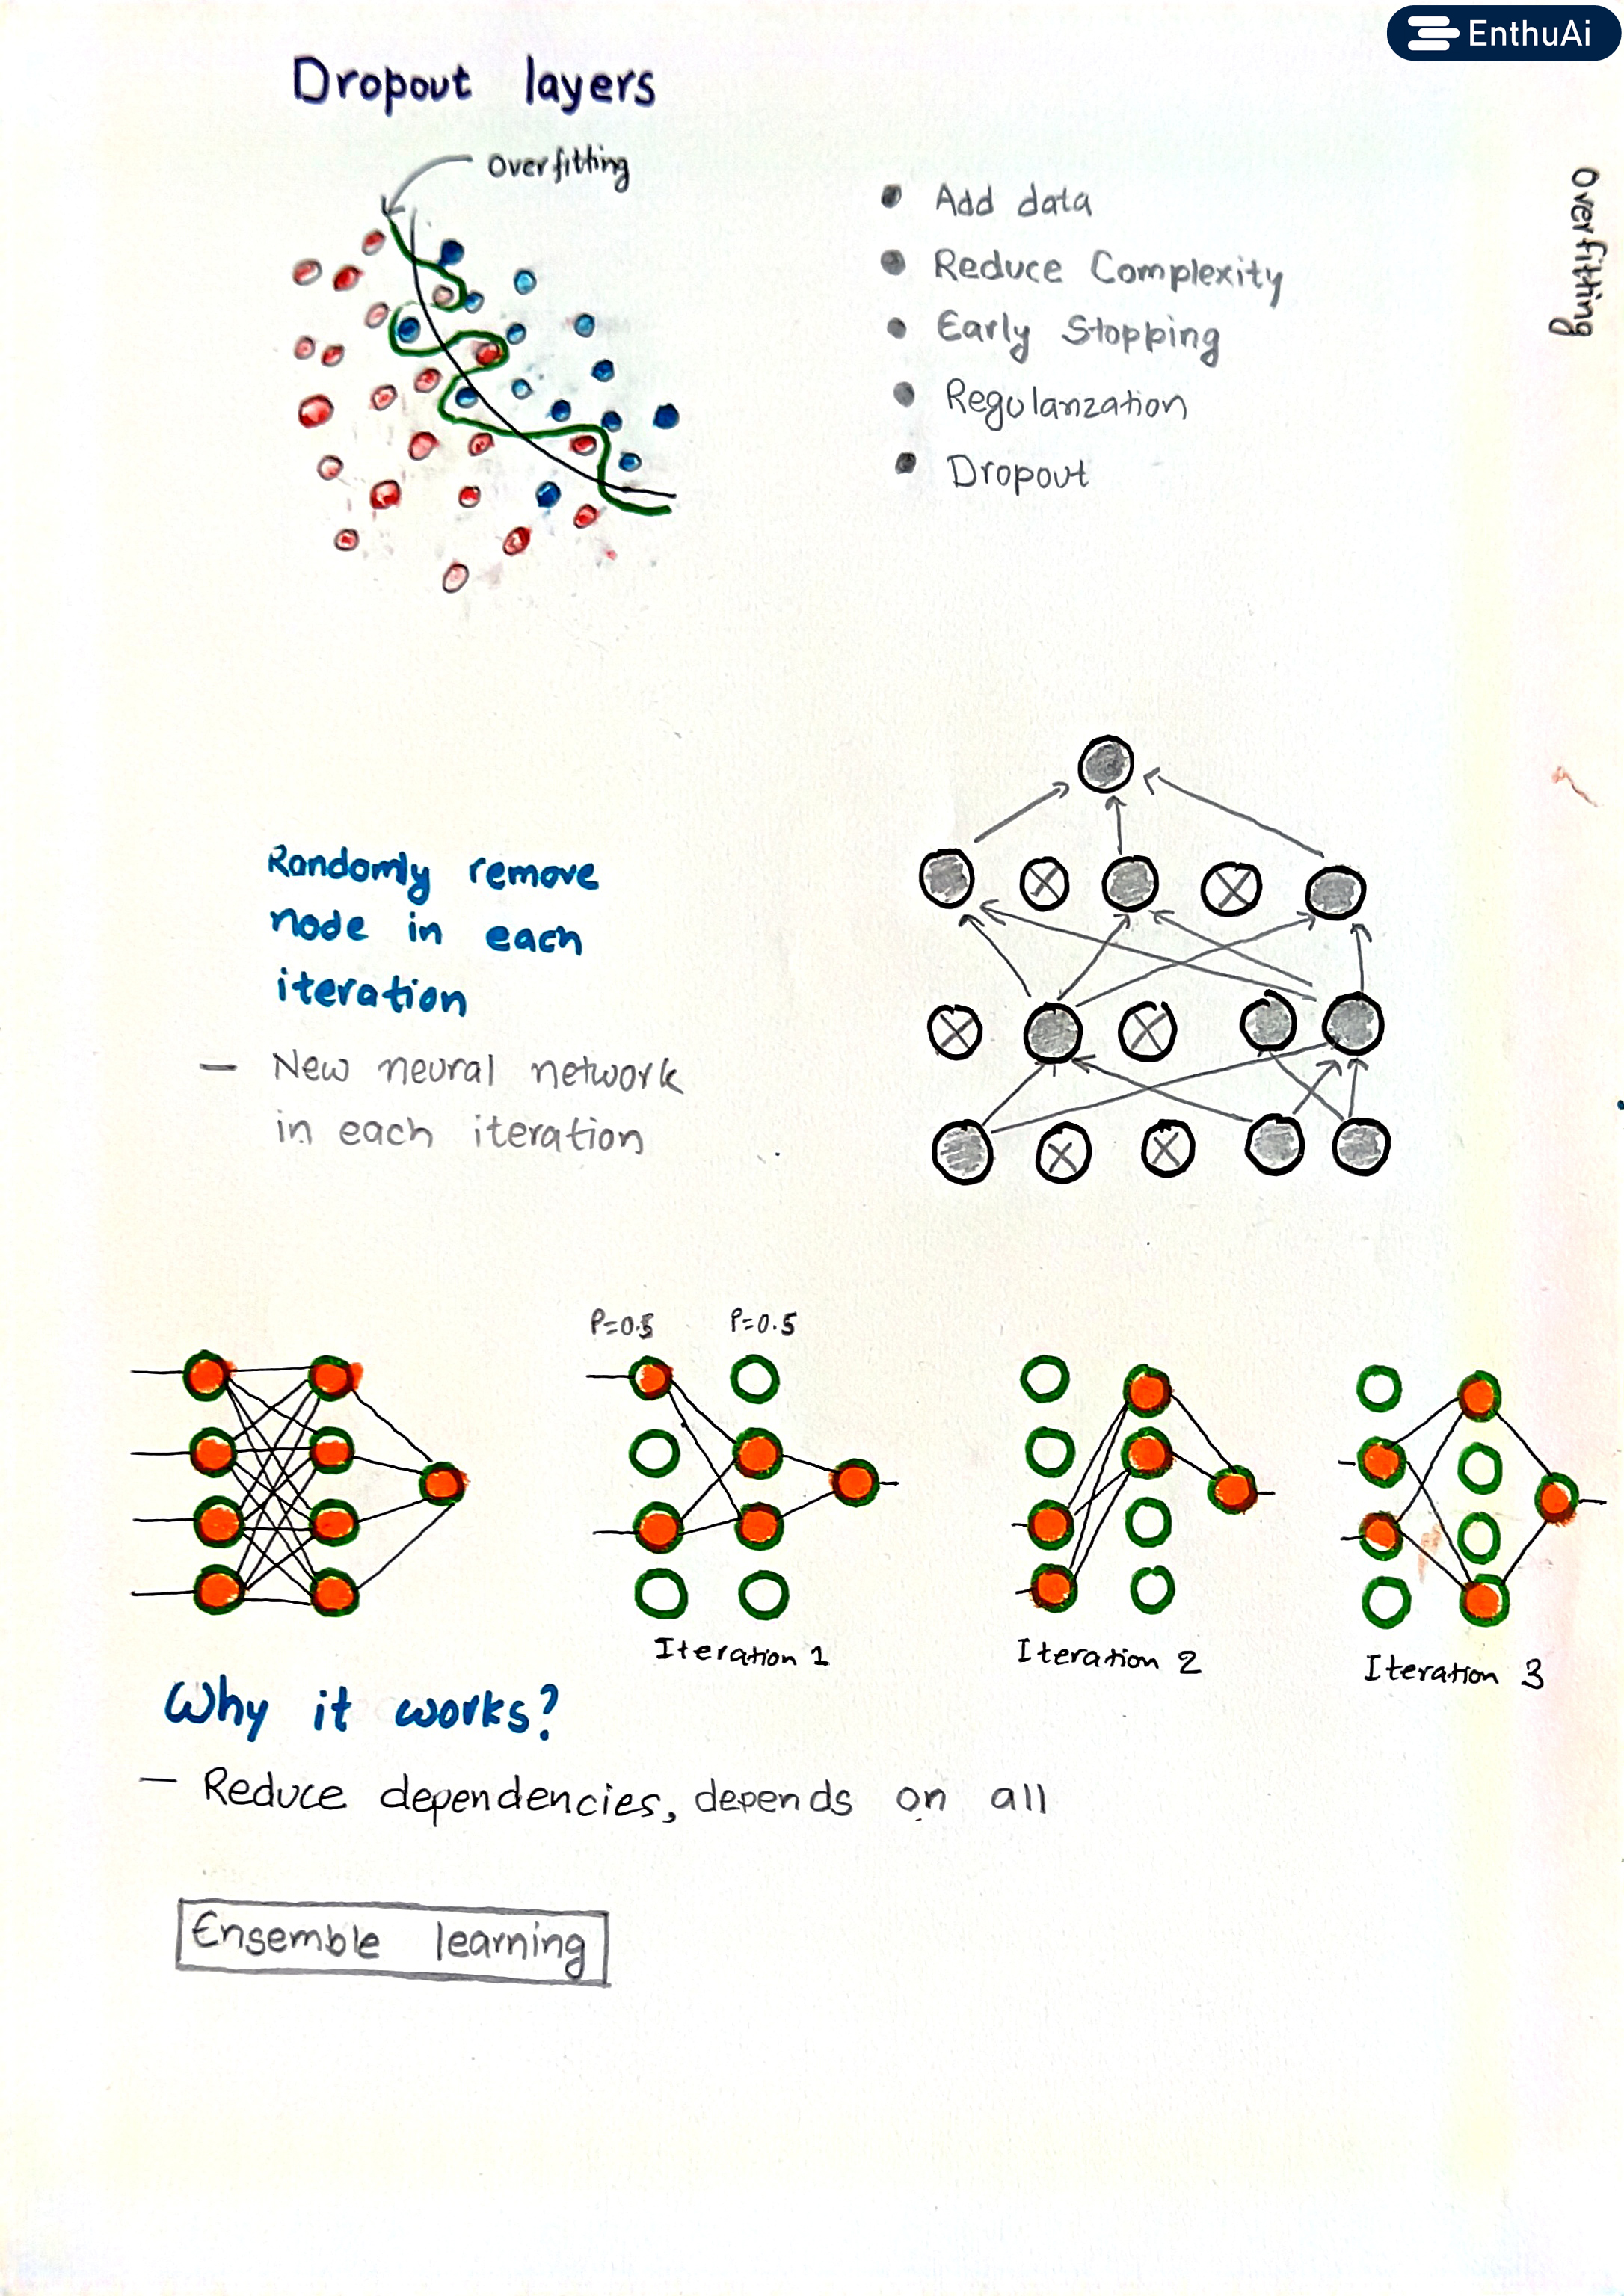 EnthuAi
Dropout layers
Overfitting
Add data
Reduce Complexity
Early Stopping
Regularization
Dropout
Overfitting
Randomly remove
node in each
iteration
— New neural network
in each iteration
P=0.5 P=0.5
Iteration 1
Iteration 2
Iteration 3
Why it works?
— Reduce dependencies, depends on all
Ensemble learning